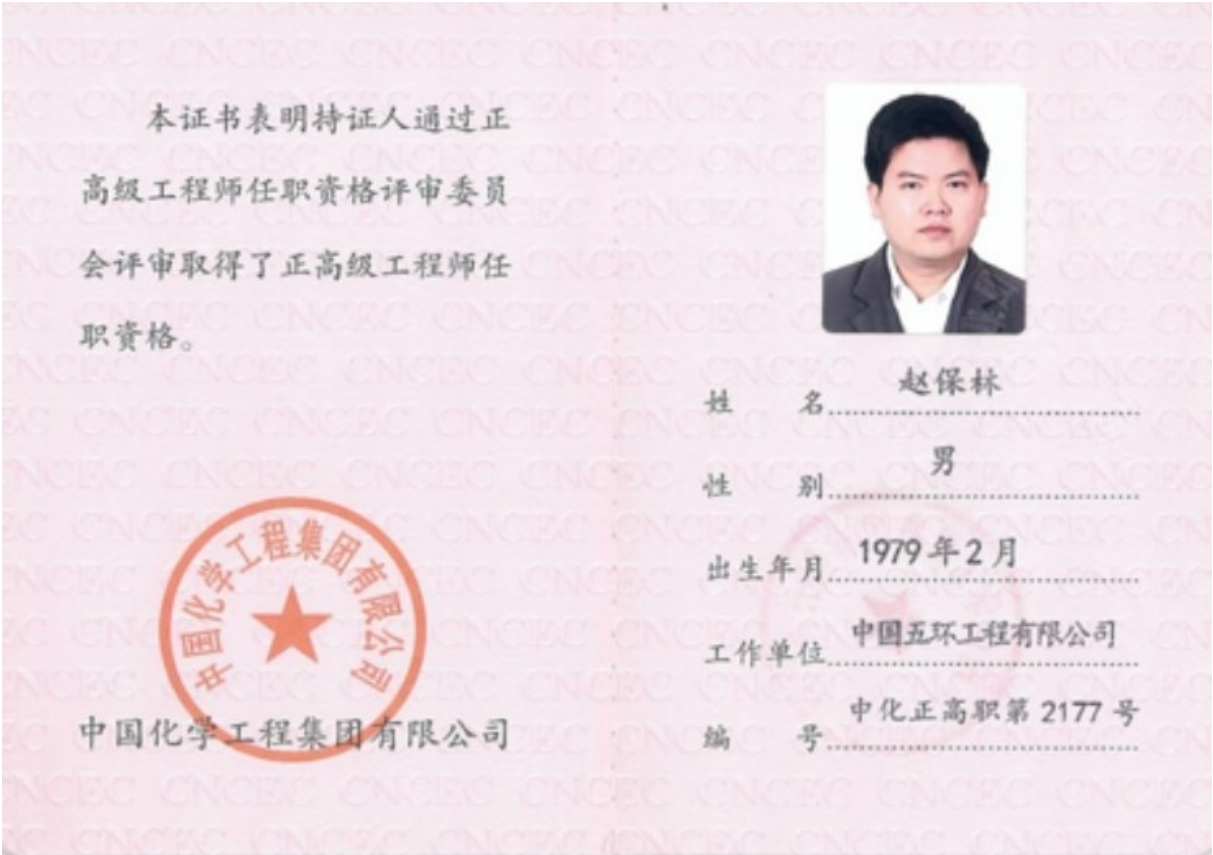 本证书表明持证人通过正
高级工程师任职资格评审委员
会评审取得了正高级工程师任
职资格。
中国化学工程集团有限公司
中国化学工程集团有限公司
姓 名 赵保林
性 别 男
出生年月 1979年2月
工作单位 中国五环工程有限公司
编 号 中化正高职第 2177 号
CNCEC